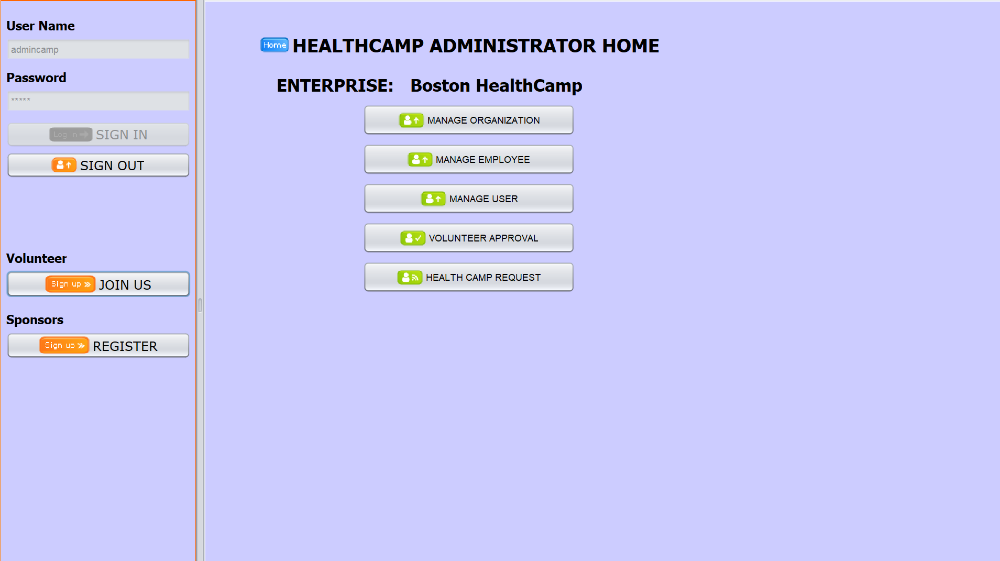 User Name
admincamp
Password
*****
Log in SIGN IN
SIGN OUT
Volunteer
Sign up JOIN US
Sponsors
Sign up REGISTER
Home HEALTHCAMP ADMINISTRATOR HOME
ENTERPRISE: Boston HealthCamp
MANAGE ORGANIZATION
MANAGE EMPLOYEE
MANAGE USER
VOLUNTEER APPROVAL
HEALTH CAMP REQUEST